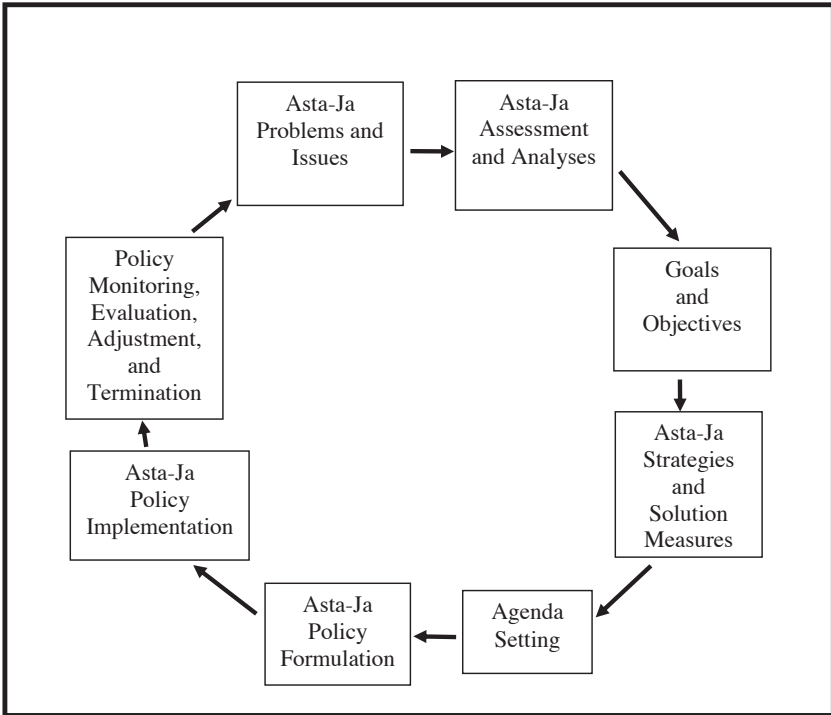 Asta-Ja
Problems and
Issues
Asta-Ja
Assessment
and Analyses
Goals
and
Objectives
Asta-Ja
Strategies
and
Solution
Measures
Agenda
Setting
Asta-Ja
Policy
Formulation
Asta-Ja
Policy
Implementation
Policy
Monitoring,
Evaluation,
Adjustment,
and
Termination